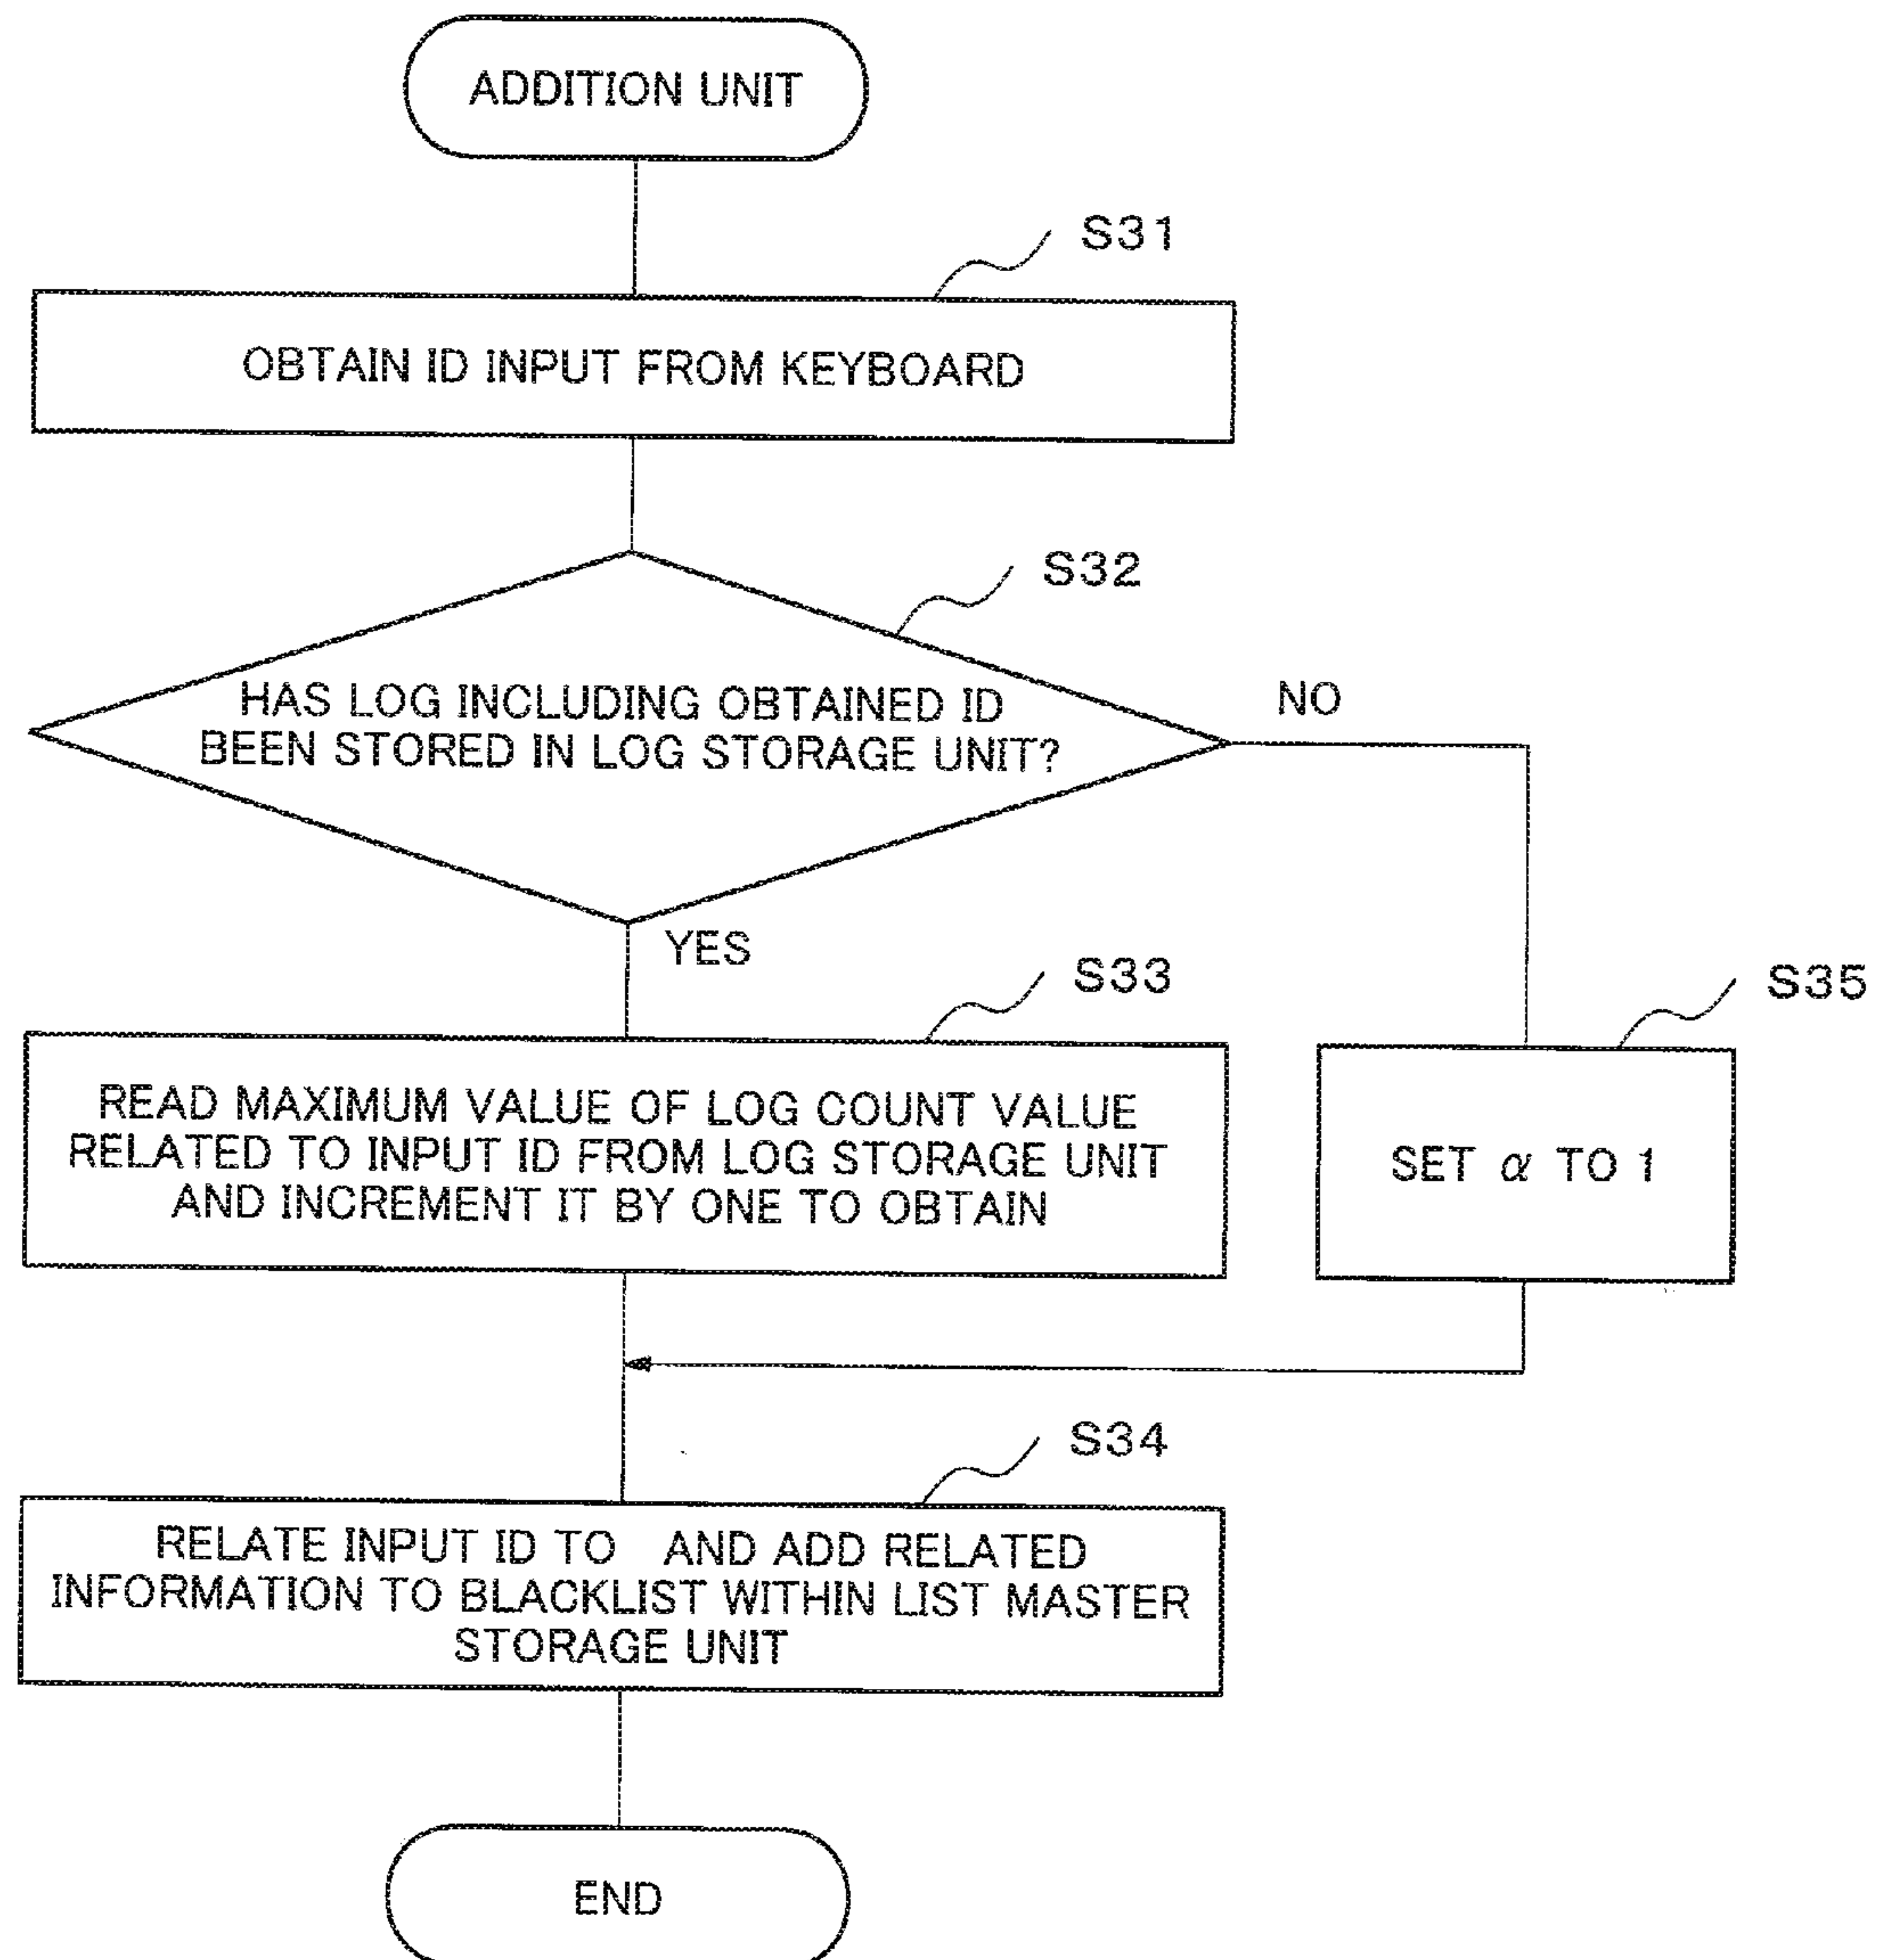 ADDITION UNIT
S31
OBTAIN ID INPUT FROM KEYBOARD
S32
HAS LOG INCLUDING OBTAINED ID
BEEN STORED IN LOG STORAGE UNIT?
NO
YES
S33
READ MAXIMUM VALUE OF LOG COUNT VALUE
RELATED TO INPUT ID FROM LOG STORAGE UNIT
AND INCREMENT IT BY ONE TO OBTAIN
S35
SET α TO 1
S34
RELATE INPUT ID TO AND ADD RELATED
INFORMATION TO BLACKLIST WITHIN LIST MASTER
STORAGE UNIT
END